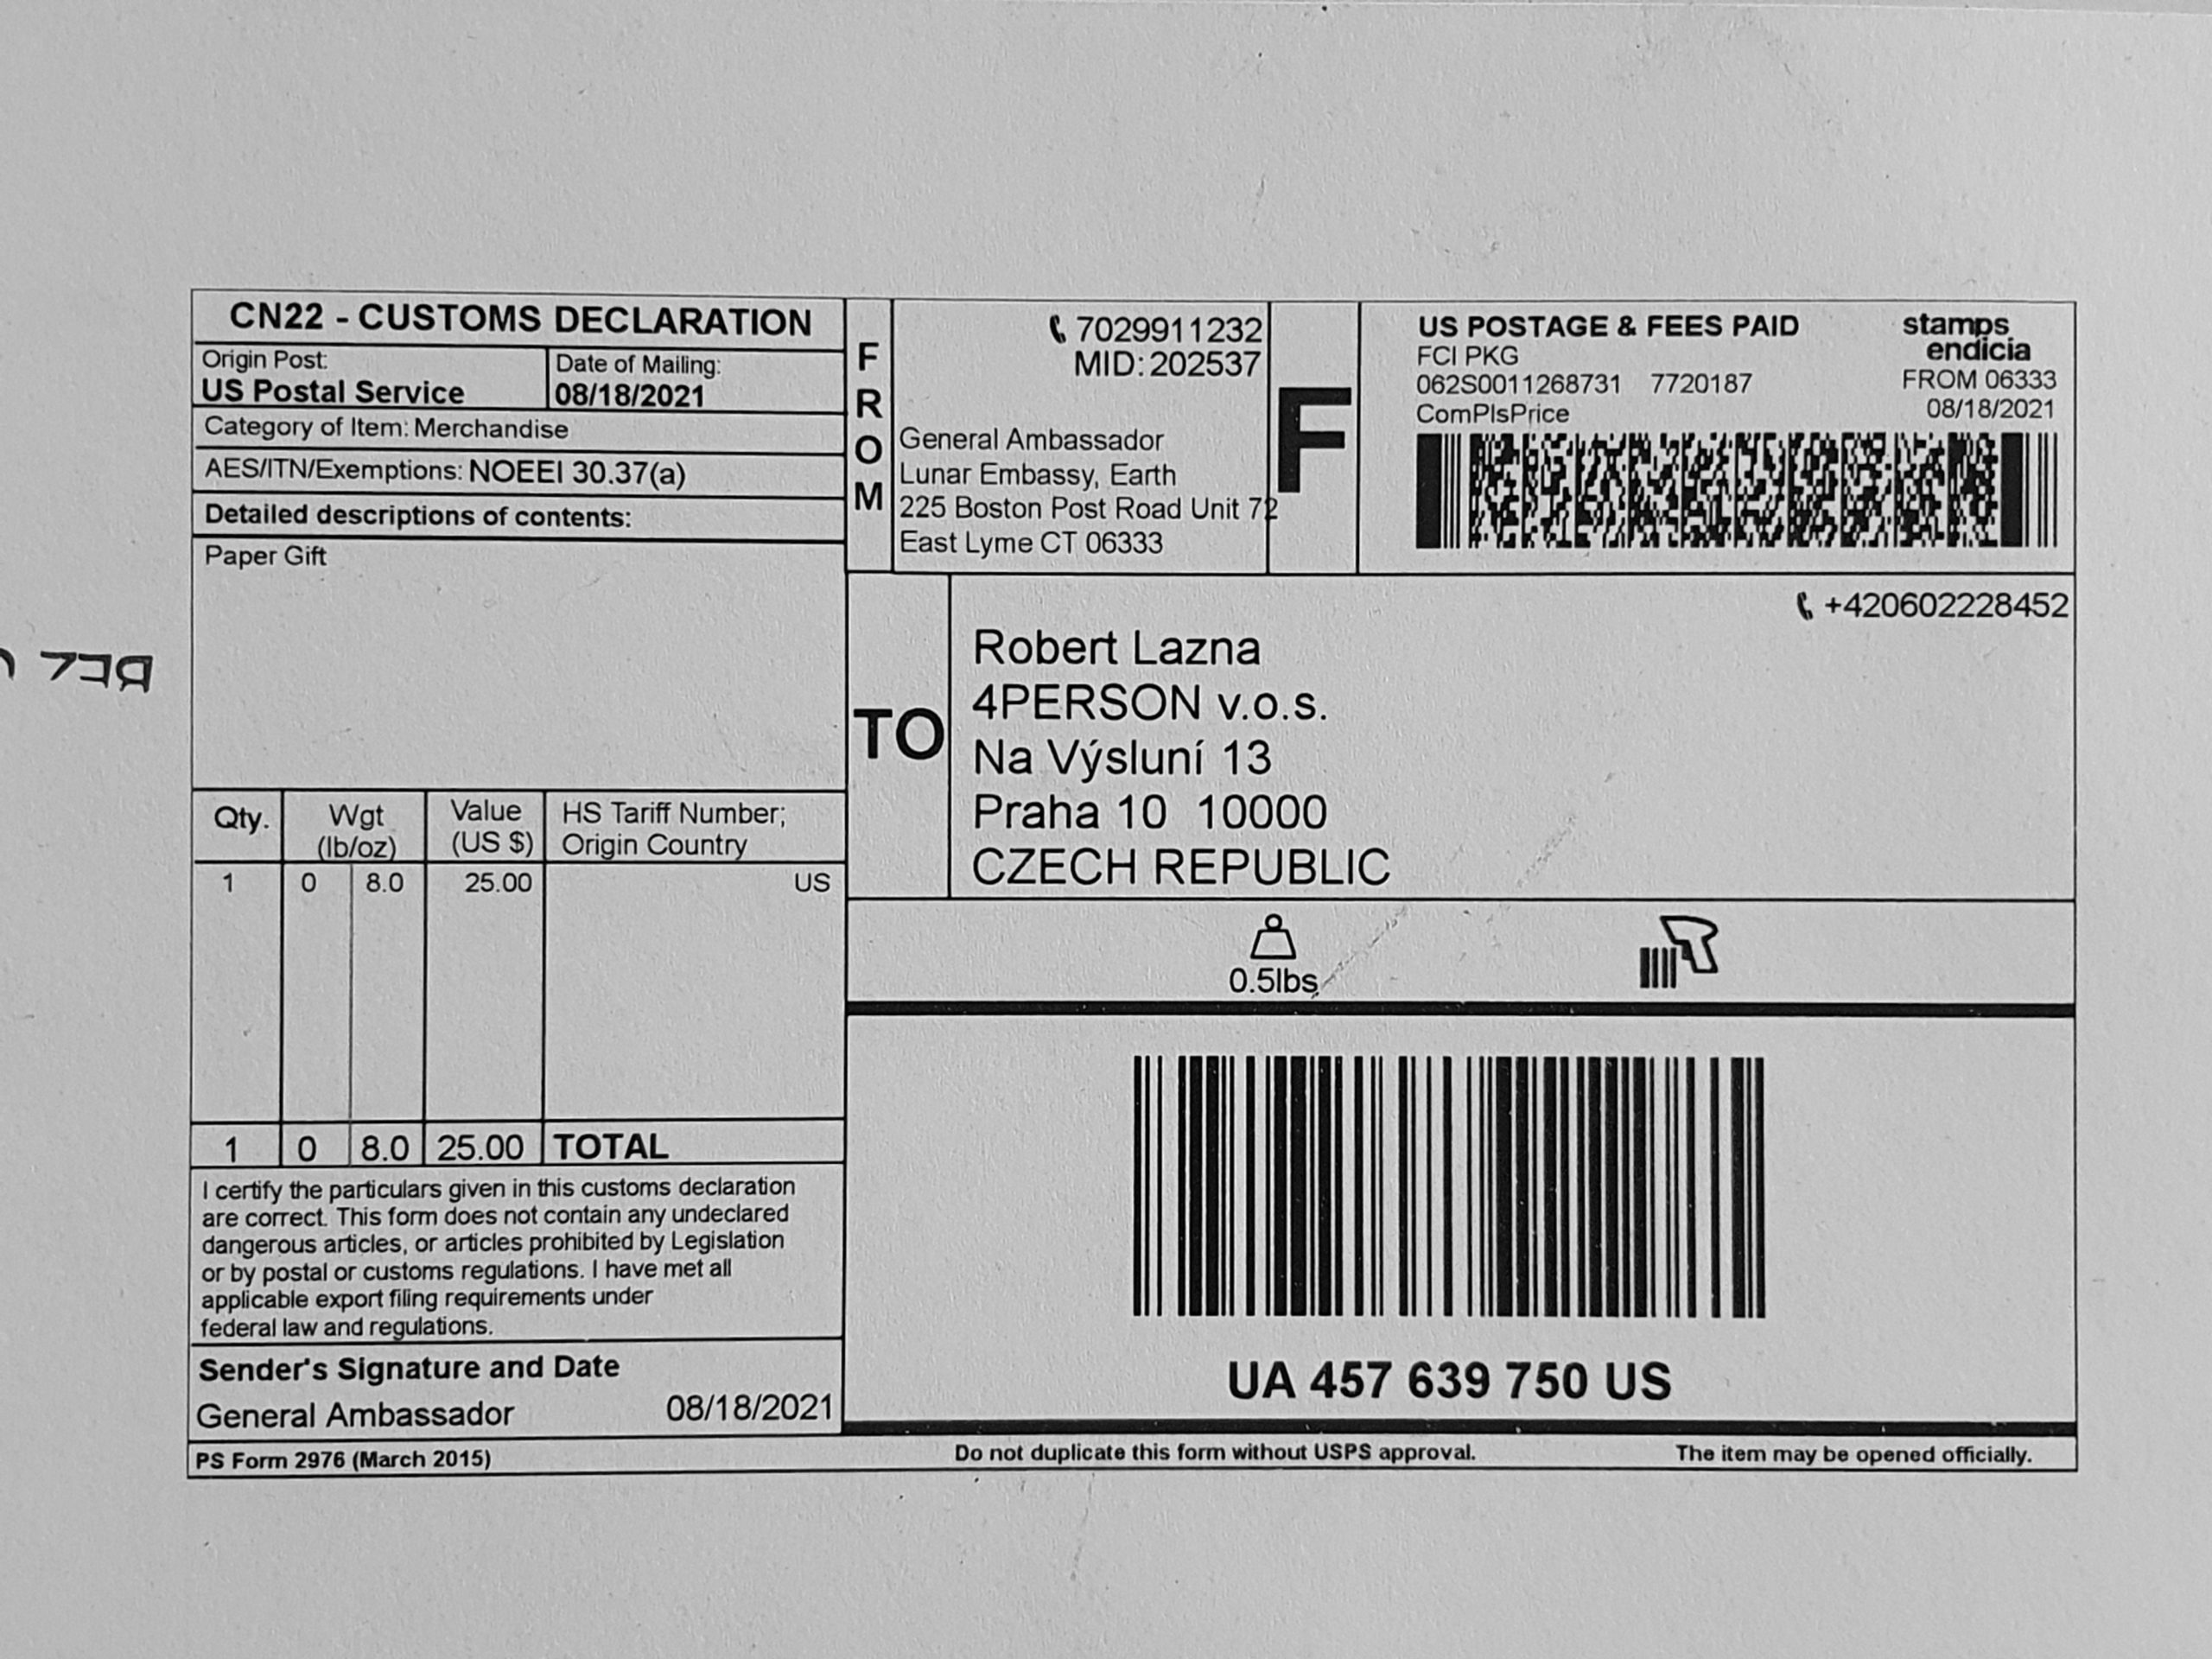 CN22 - CUSTOMS DECLARATION
Origin Post:
US Postal Service
Date of Mailing:
08/18/2021
Category of Item: Merchandise
AES/ITN/Exemptions: NOEEI 30.37(a)
Detailed descriptions of contents:
Paper Gift
Qty.
Wgt
(lb/oz)
Value
(US $)
HS Tariff Number;
Origin Country
1 0 8.0 25.00 US
1 0 8.0 25.00 TOTAL
I certify the particulars given in this customs declaration
are correct. This form does not contain any undeclared
dangerous articles, or articles prohibited by Legislation
or by postal or customs regulations. I have met all
applicable export filing requirements under
federal law and regulations.
Sender's Signature and Date
General Ambassador 08/18/2021
PS Form 2976 (March 2015)
FROM
7029911232
MID: 202537
General Ambassador
Lunar Embassy, Earth
225 Boston Post Road Unit 72
East Lyme CT 06333
F
US POSTAGE & FEES PAID
FCI PKG
062S0011268731 7720187
ComPlsPrice
stamps
endicia
FROM 06333
08/18/2021
TO
+420602228452
Robert Lazna
4PERSON v.o.s.
Na Výsluní 13
Praha 10 10000
CZECH REPUBLIC
0.5lbs
UA 457 639 750 US
Do not duplicate this form without USPS approval.
The item may be opened officially.
BEZ